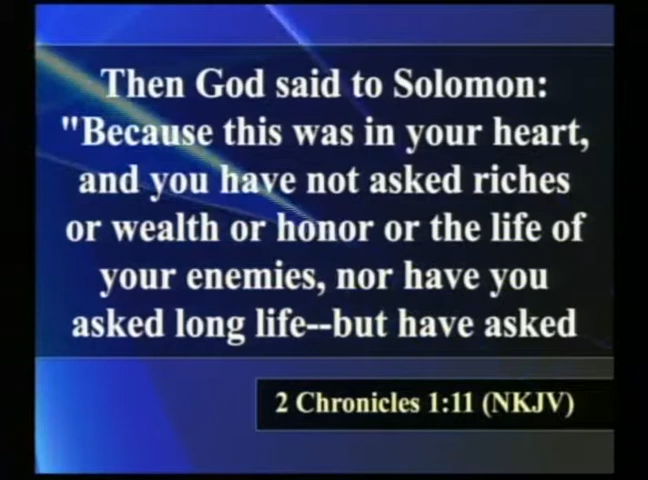 Then God said to Solomon:
"Because this was in your heart,
and you have not asked riches
or wealth or honor or the life of
your enemies, nor have you
asked long life--but have asked
2 Chronicles 1:11 (NKJV)